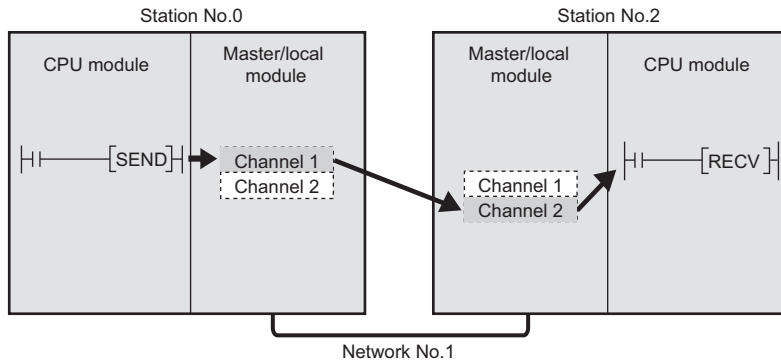 Station No.0
Station No.2
CPU module
Master/local
module
Master/local
module
CPU module
SEND
Channel 1
Channel 2
Channel 1
Channel 2
RECV
Network No.1